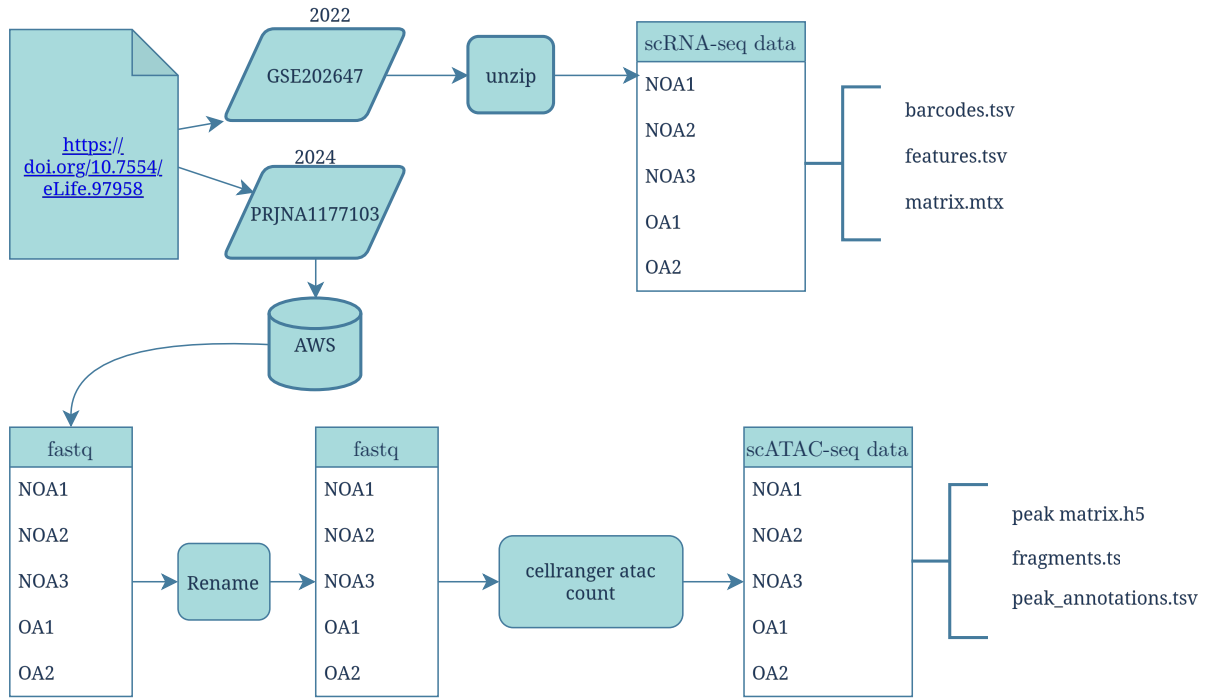 https://
doi.org/10.7554/
eLife.97958
2022
GSE202647
unzip
scRNA-seq data
NOA1
NOA2
NOA3
OA1
OA2
barcodes.tsv
features.tsv
matrix.mtx
2024
PRJNA1177103
AWS
fastq
NOA1
NOA2
NOA3
OA1
OA2
Rename
fastq
NOA1
NOA2
NOA3
OA1
OA2
cellranger atac
count
scATAC-seq data
NOA1
NOA2
NOA3
OA1
OA2
peak matrix.h5
fragments.ts
peak_annotations.tsv